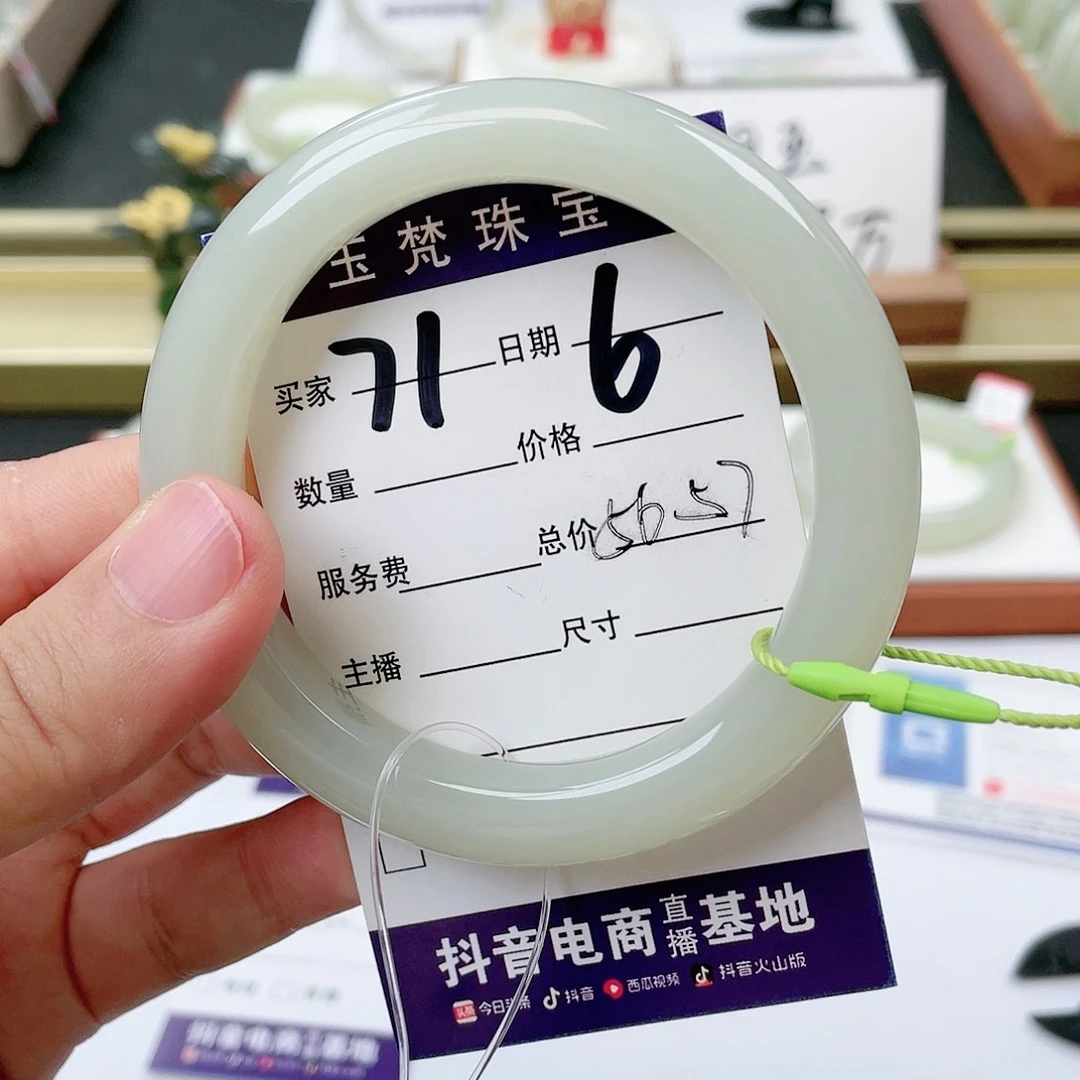 玉梵珠宝
买家 71 日期 6
数量 价格
服务费 总价 5657
主播 尺寸
抖音电商直播基地
今日头条 抖音 西瓜视频 抖音火山版
万